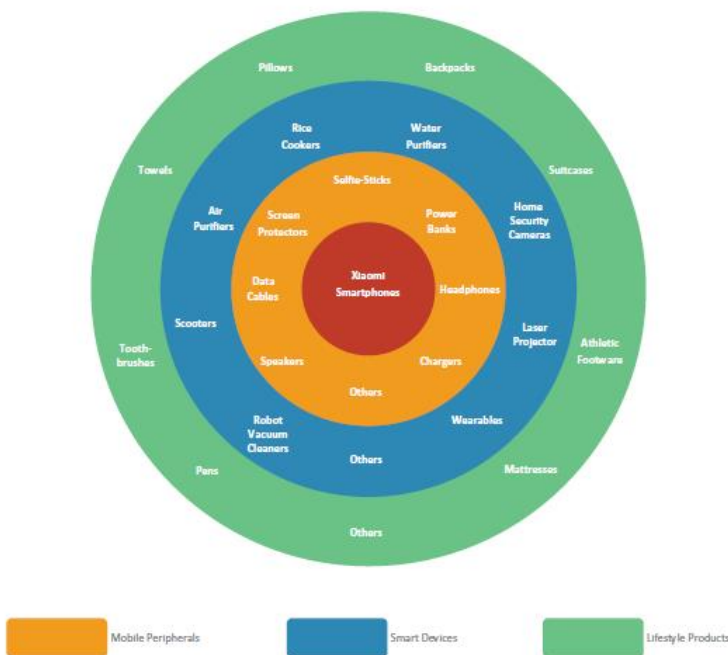 Pillows
Backpacks
Rice
Cookers
Water
Purifiers
Towels
Suitcases
Selfie-Sticks
Air
Purifiers
Screen
Protectors
Power
Banks
Home
Security
Cameras
Xiaomi
Smartphones
Data
Cables
Headphones
Scooters
Laser
Projector
Tooth-
brushes
Athletic
Footware
Speakers
Chargers
Others
Robot
Vacuum
Cleaners
Wearables
Others
Pens
Mattresses
Others
Mobile Peripherals
Smart Devices
Lifestyle Products